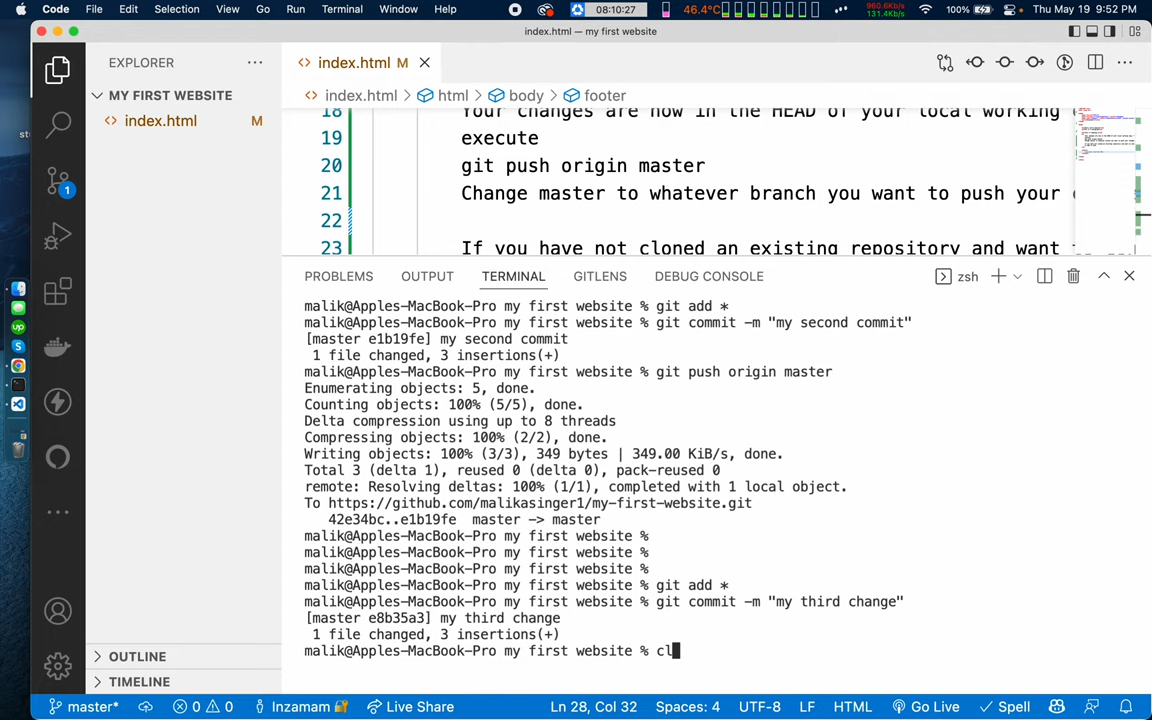 Code File Edit Selection View Go Run Terminal Window Help 08:10:27 46.4°C 960.6Kb/s 131.4Kb/s 100% Thu May 19 9:52 PM
index.html — my first website
EXPLORER
index.html M
MY FIRST WEBSITE
index.html > html > body > footer
index.html M
18 Your changes are now in the HEAD of your local working
19 execute
20 git push origin master
21 Change master to whatever branch you want to push your
22
23 If you have not cloned an existing repository and want
1
PROBLEMS OUTPUT TERMINAL GITLENS DEBUG CONSOLE zsh
malik@Apples-MacBook-Pro my first website % git add *
malik@Apples-MacBook-Pro my first website % git commit -m "my second commit"
[master e1b19fe] my second commit
1 file changed, 3 insertions(+)
malik@Apples-MacBook-Pro my first website % git push origin master
Enumerating objects: 5, done.
Counting objects: 100% (5/5), done.
Delta compression using up to 8 threads
Compressing objects: 100% (2/2), done.
Writing objects: 100% (3/3), 349 bytes | 349.00 KiB/s, done.
Total 3 (delta 1), reused 0 (delta 0), pack-reused 0
remote: Resolving deltas: 100% (1/1), completed with 1 local object.
To https://github.com/malikasinger1/my-first-website.git
42e34bc..e1b19fe master -> master
malik@Apples-MacBook-Pro my first website %
malik@Apples-MacBook-Pro my first website %
malik@Apples-MacBook-Pro my first website %
malik@Apples-MacBook-Pro my first website % git add *
malik@Apples-MacBook-Pro my first website % git commit -m "my third change"
[master e8b35a3] my third change
1 file changed, 3 insertions(+)
malik@Apples-MacBook-Pro my first website % cl
OUTLINE
TIMELINE
master* 0 0 Inzamam Live Share Ln 28, Col 32 Spaces: 4 UTF-8 LF HTML Go Live Spell